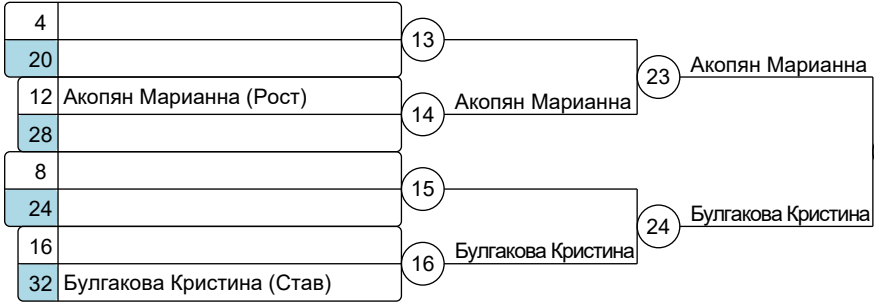 4
13
20
23 Акопян Марианна
12 Акопян Марианна (Рост)
14 Акопян Марианна
28
8
15
24
24 Булгакова Кристина
16
16 Булгакова Кристина
32 Булгакова Кристина (Став)